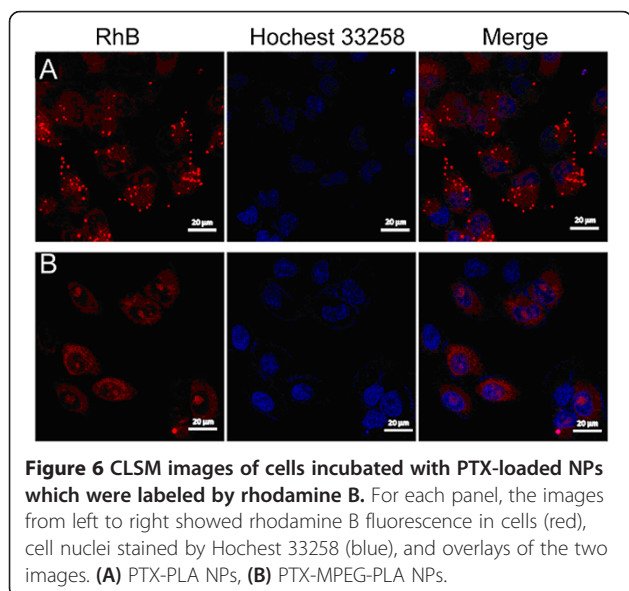 RhB Hochest 33258 Merge
A
20 µm 20 µm 20 µm
B
20 µm 20 µm 20 µm
Figure 6 CLSM images of cells incubated with PTX-loaded NPs
which were labeled by rhodamine B. For each panel, the images
from left to right showed rhodamine B fluorescence in cells (red),
cell nuclei stained by Hochest 33258 (blue), and overlays of the two
images. (A) PTX-PLA NPs, (B) PTX-MPEG-PLA NPs.